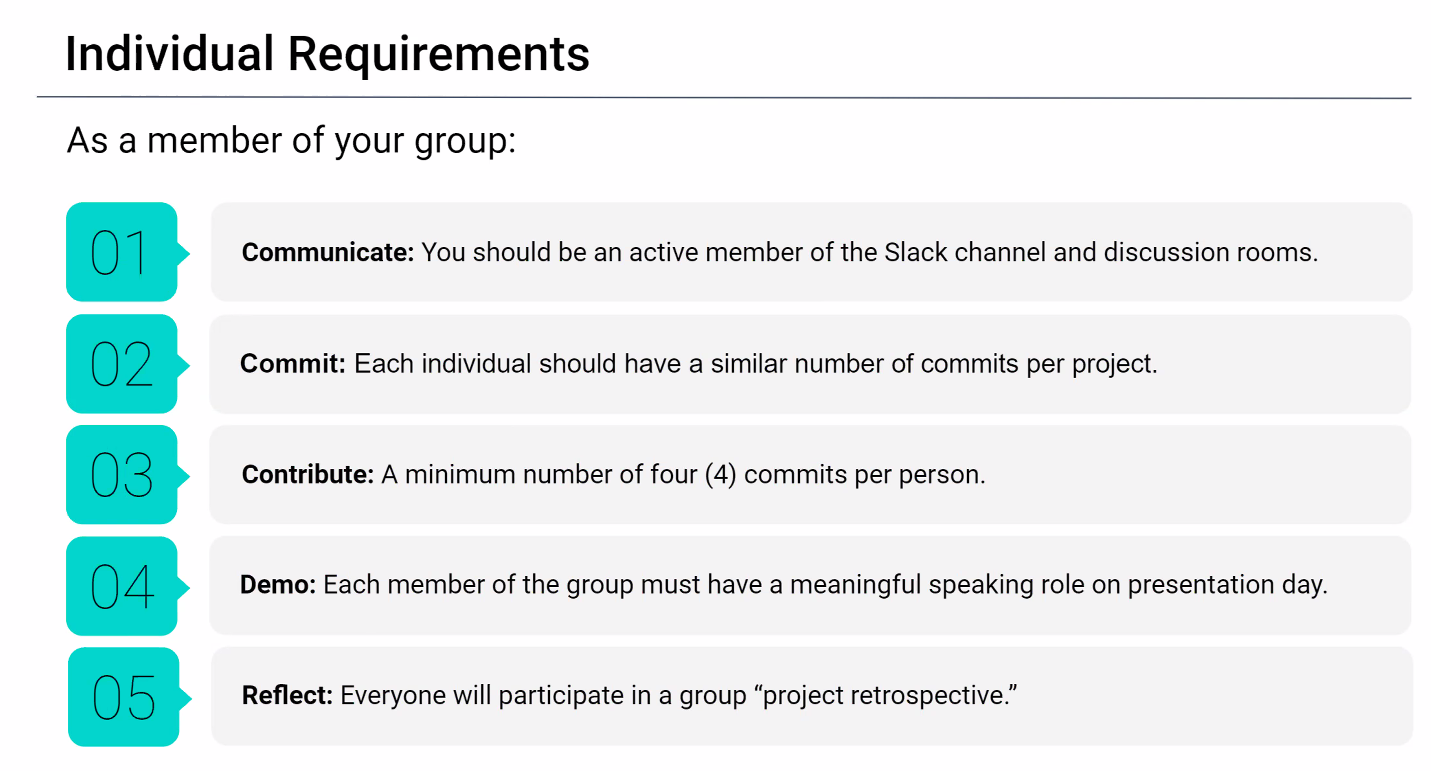 Individual Requirements
As a member of your group:
01
Communicate: You should be an active member of the Slack channel and discussion rooms.
02
Commit: Each individual should have a similar number of commits per project.
03
Contribute: A minimum number of four (4) commits per person.
04
Demo: Each member of the group must have a meaningful speaking role on presentation day.
05
Reflect: Everyone will participate in a group “project retrospective.”